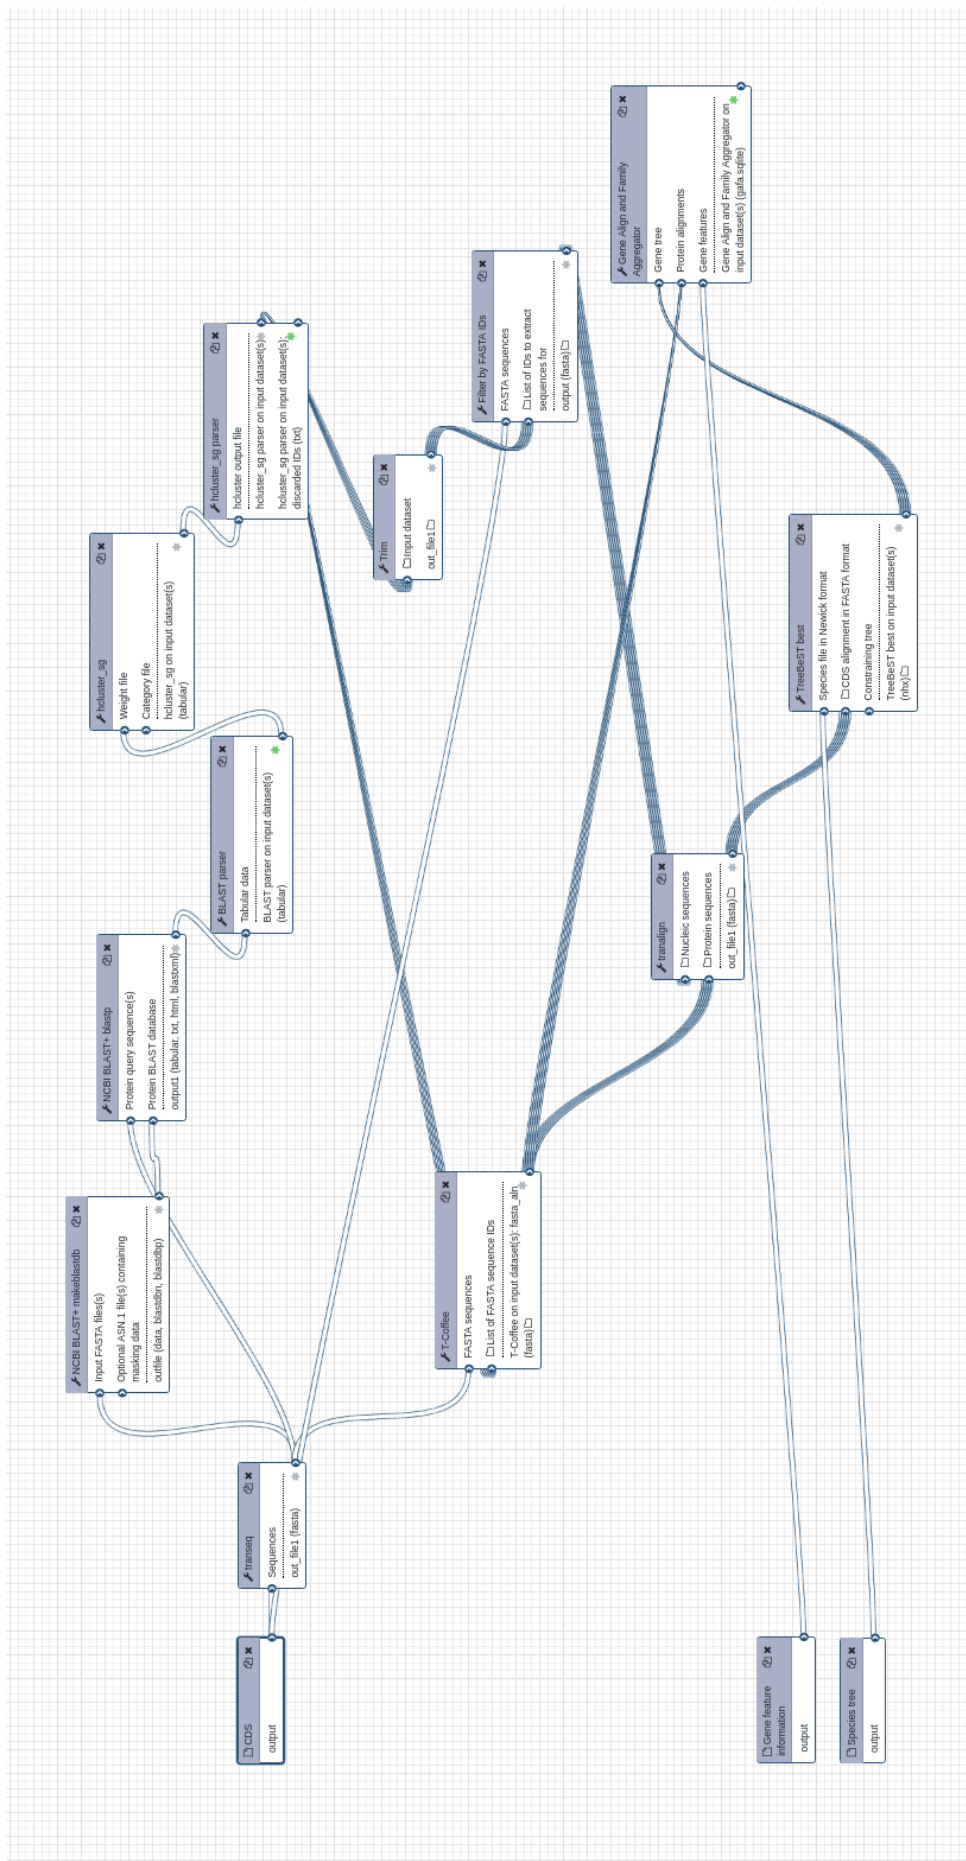 CDS
output
transeq
Sequences
out_file1 (fasta)
NCBI BLAST+ makeblastdb
Input FASTA files(s)
Optional ASN.1 file(s) containing
masking data
outfile (data, blastdbn, blastdbp)
NCBI BLAST+ blastp
Protein query sequence(s)
Protein BLAST database
output1 (tabular, txt, html, blastxml)
BLAST parser
Tabular data
BLAST parser on input dataset(s)
(tabular)
hcluster_sg
Weight file
Category file
hcluster_sg on input dataset(s)
(tabular)
hcluster_sg parser
hcluster output file
hcluster_sg parser on input dataset(s)
hcluster_sg parser on input dataset(s):
discarded IDs (txt)
Trim
Input dataset
out_file1
Filter by FASTA IDs
FASTA sequences
List of IDs to extract
sequences for
output (fasta)
T-Coffee
FASTA sequences
List of FASTA sequence IDs
T-Coffee on input dataset(s): fasta_aln
(fasta)
tranalign
Nucleic sequences
Protein sequences
out_file1 (fasta)
TreeBeST best
Species file in Newick format
CDS alignment in FASTA format
Constraining tree
TreeBeST best on input dataset(s)
(nhx)
Gene Align and Family
Aggregator
Gene tree
Protein alignments
Gene features
Gene Align and Family Aggregator on
input dataset(s) (gafa.sqlite)
Gene feature
information
output
Species tree
output